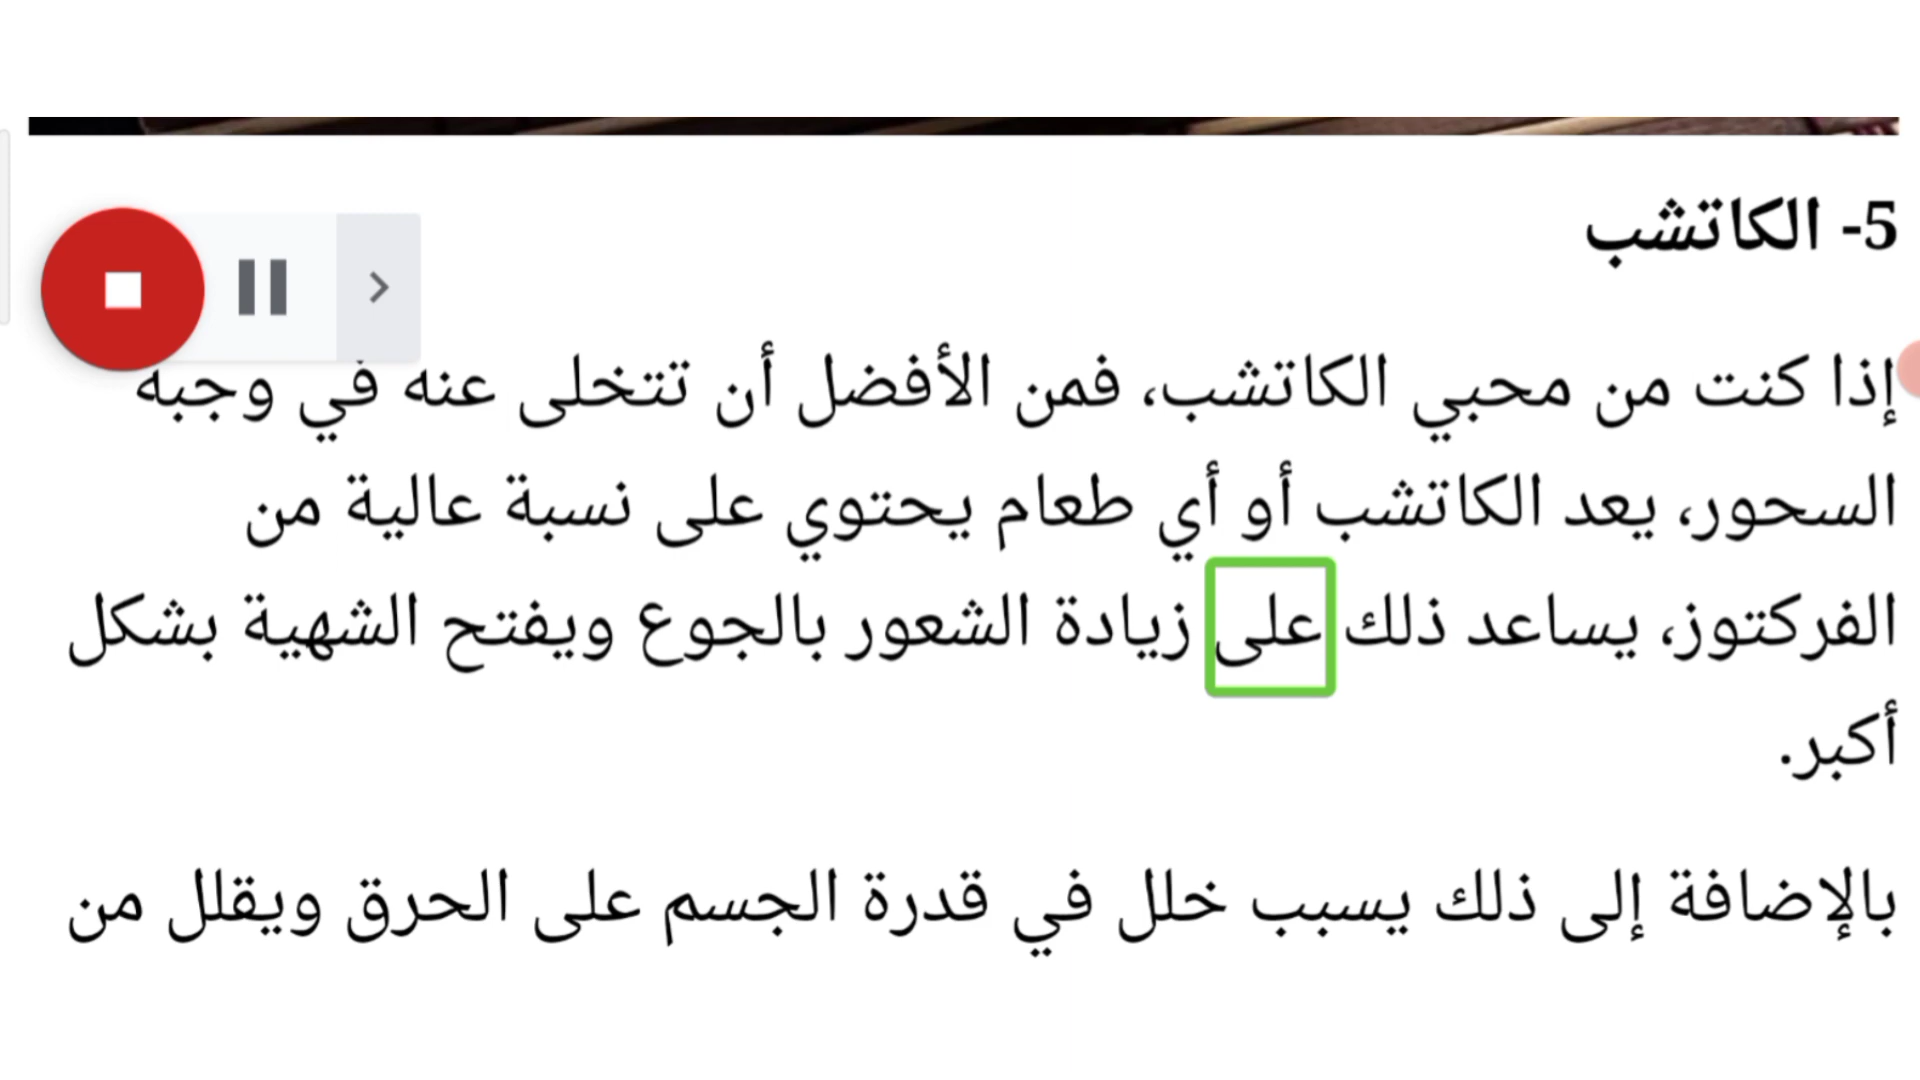 5- الكاتشب
إذا كنت من محبي الكاتشب، فمن الأفضل أن تتخلى عنه في وجبه
السحور، يعد الكاتشب أو أي طعام يحتوي على نسبة عالية من
الفركتوز، يساعد ذلك على زيادة الشعور بالجوع ويفتح الشهية بشكل
أكبر.
بالإضافة إلى ذلك يسبب خلل في قدرة الجسم على الحرق ويقلل من